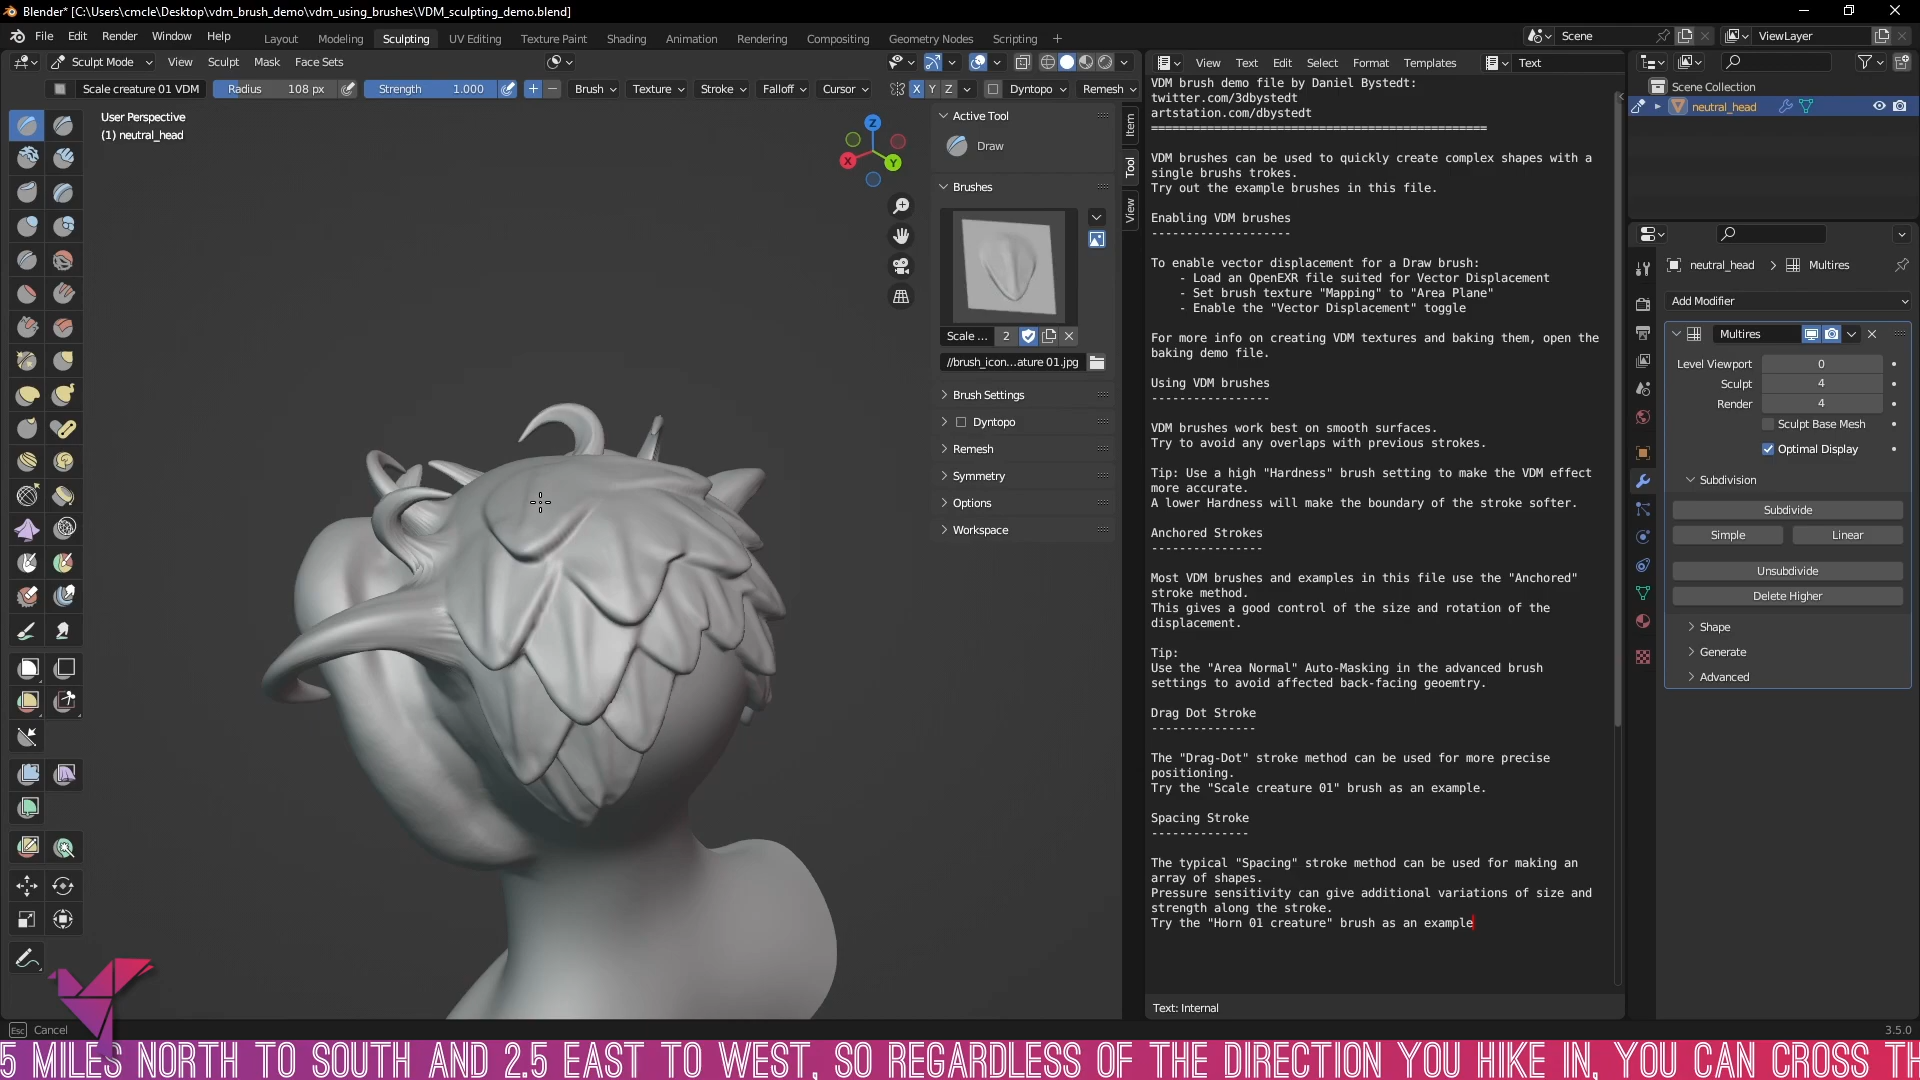 Blender* [C:\Users\cmcle\Desktop\vdm_brush_demo\vdm_using_brushes\VDM_sculpting_demo.blend]
File Edit Render Window Help Layout Modeling Sculpting UV Editing Texture Paint Shading Animation Rendering Compositing Geometry Nodes Scripting + Scene ViewLayer
Sculpt Mode View Sculpt Mask Face Sets
Scale creature 01 VDM Radius 108 px Strength 1.000 Brush Texture Stroke Falloff Cursor X Y Z Dyntopo Remesh
User Perspective
(1) neutral_head
Z
X
Y
Active Tool
Draw
Brushes
Scale ... 2
//brush_icon...ature 01.jpg
Brush Settings
Dyntopo
Remesh
Symmetry
Options
Workspace
Item
Tool
View
View Text Edit Select Format Templates Text
VDM brush demo file by Daniel Bystedt:
twitter.com/3dbystedt
artstation.com/dbystedt
================================================
VDM brushes can be used to quickly create complex shapes with a
single brushs trokes.
Try out the example brushes in this file.
Enabling VDM brushes
--------------------
To enable vector displacement for a Draw brush:
- Load an OpenEXR file suited for Vector Displacement
- Set brush texture "Mapping" to "Area Plane"
- Enable the "Vector Displacement" toggle
For more info on creating VDM textures and baking them, open the
baking demo file.
Using VDM brushes
-----------------
VDM brushes work best on smooth surfaces.
Try to avoid any overlaps with previous strokes.
Tip: Use a high "Hardness" brush setting to make the VDM effect
more accurate.
A lower Hardness will make the boundary of the stroke softer.
Anchored Strokes
----------------
Most VDM brushes and examples in this file use the "Anchored"
stroke method.
This gives a good control of the size and rotation of the
displacement.
Tip:
Use the "Area Normal" Auto-Masking in the advanced brush
settings to avoid affected back-facing geoemtry.
Drag Dot Stroke
---------------
The "Drag-Dot" stroke method can be used for more precise
positioning.
Try the "Scale creature 01" brush as an example.
Spacing Stroke
--------------
The typical "Spacing" stroke method can be used for making an
array of shapes.
Pressure sensitivity can give additional variations of size and
strength along the stroke.
Try the "Horn 01 creature" brush as an example
Text: Internal
Scene Collection
neutral_head
neutral_head > Multires
Add Modifier
Multires
Level Viewport 0
Sculpt 4
Render 4
Sculpt Base Mesh
Optimal Display
Subdivision
Subdivide
Simple Linear
Unsubdivide
Delete Higher
Shape
Generate
Advanced
Esc Cancel
3.5.0
5 MILES NORTH TO SOUTH AND 2.5 EAST TO WEST, SO REGARDLESS OF THE DIRECTION YOU HIKE IN, YOU CAN CROSS TH